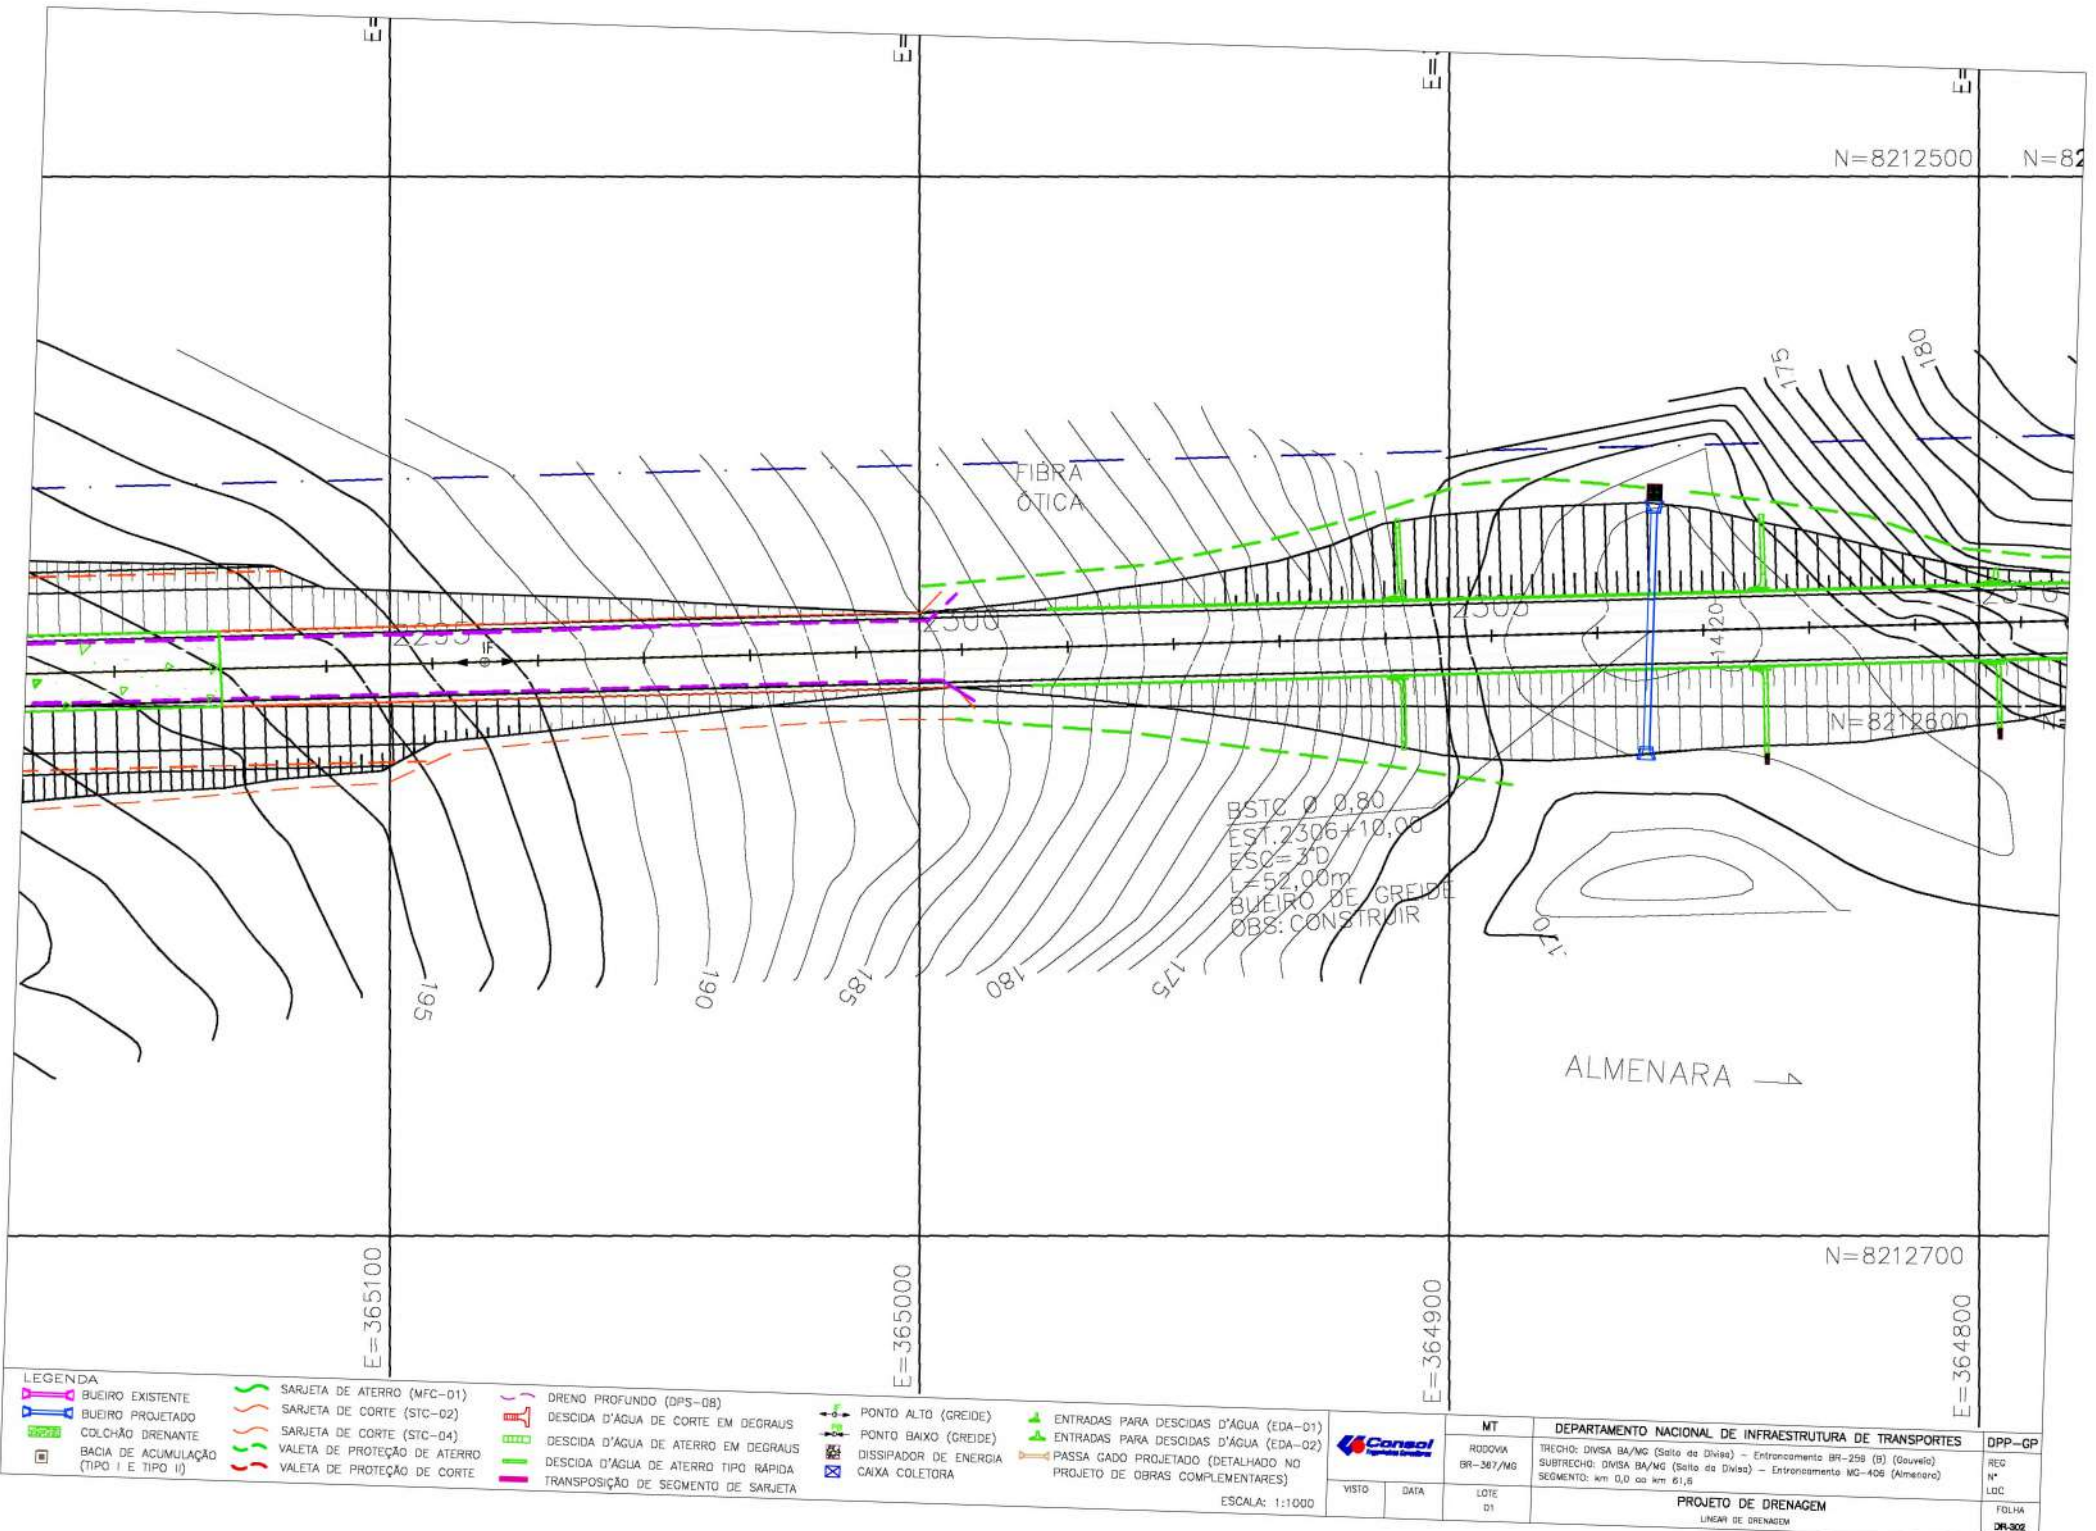 E=
E=
E=
E=
N=8212500
N=82
175
180
FIBRA
ÓTICA
2295
2300
2305
14+20
N=8212600
N=
BSTC Ø 0,80
EST.2306+10,00
ESC=3°D
L=52,00m
BUEIRO DE GREIDE
OBS: CONSTRUIR
170
195
190
185
180
175
ALMENARA
N=8212700
E=365100
E=365000
E=364900
E=364800
LEGENDA
BUEIRO EXISTENTE
BUEIRO PROJETADO
COLCHÃO DRENANTE
BACIA DE ACUMULAÇÃO
(TIPO I E TIPO II)
SARJETA DE ATERRO (MFC-01)
SARJETA DE CORTE (STC-02)
SARJETA DE CORTE (STC-04)
VALETA DE PROTEÇÃO DE ATERRO
VALETA DE PROTEÇÃO DE CORTE
DRENO PROFUNDO (DPS-08)
DESCIDA D'ÁGUA DE CORTE EM DEGRAUS
DESCIDA D'ÁGUA DE ATERRO EM DEGRAUS
DESCIDA D'ÁGUA DE ATERRO TIPO RÁPIDA
TRANSPOSIÇÃO DE SEGMENTO DE SARJETA
PONTO ALTO (GREIDE)
PONTO BAIXO (GREIDE)
DISSIPADOR DE ENERGIA
CAIXA COLETORA
ENTRADAS PARA DESCIDAS D'ÁGUA (EDA-01)
ENTRADAS PARA DESCIDAS D'ÁGUA (EDA-02)
PASSA GADO PROJETADO (DETALHADO NO
PROJETO DE OBRAS COMPLEMENTARES)
ESCALA: 1:1000
Consol
VISTO
DATA
MT
RODOVIA
BR-367/MG
LOTE
01
DEPARTAMENTO NACIONAL DE INFRAESTRUTURA DE TRANSPORTES
TRECHO: DIVISA BA/MG (Salto da Divisa) - Entroncamento BR-259 (B) (Gouveia)
SUBTRECHO: DIVISA BA/MG (Salto da Divisa) - Entroncamento MG-406 (Almenara)
SEGMENTO: km 0,0 ao km 61,6
PROJETO DE DRENAGEM
LINEAR DE DRENAGEM
DPP-GP
REG
N°
LOC
FOLHA
DR-302